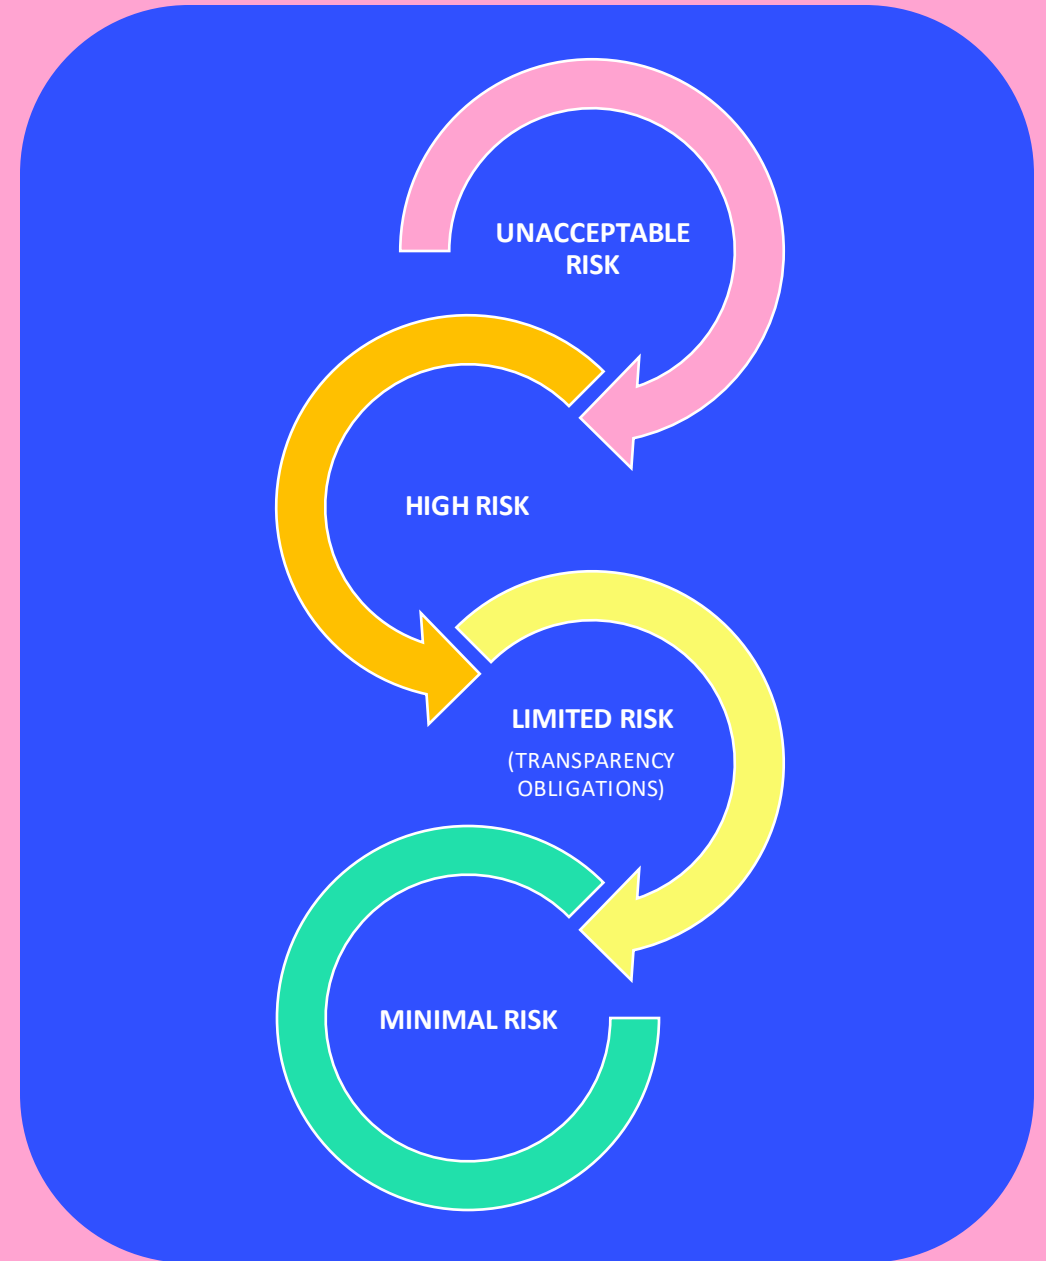 UNACCEPTABLE
RISK
HIGH RISK
LIMITED RISK
(TRANSPARENCY
OBLIGATIONS)
MINIMAL RISK